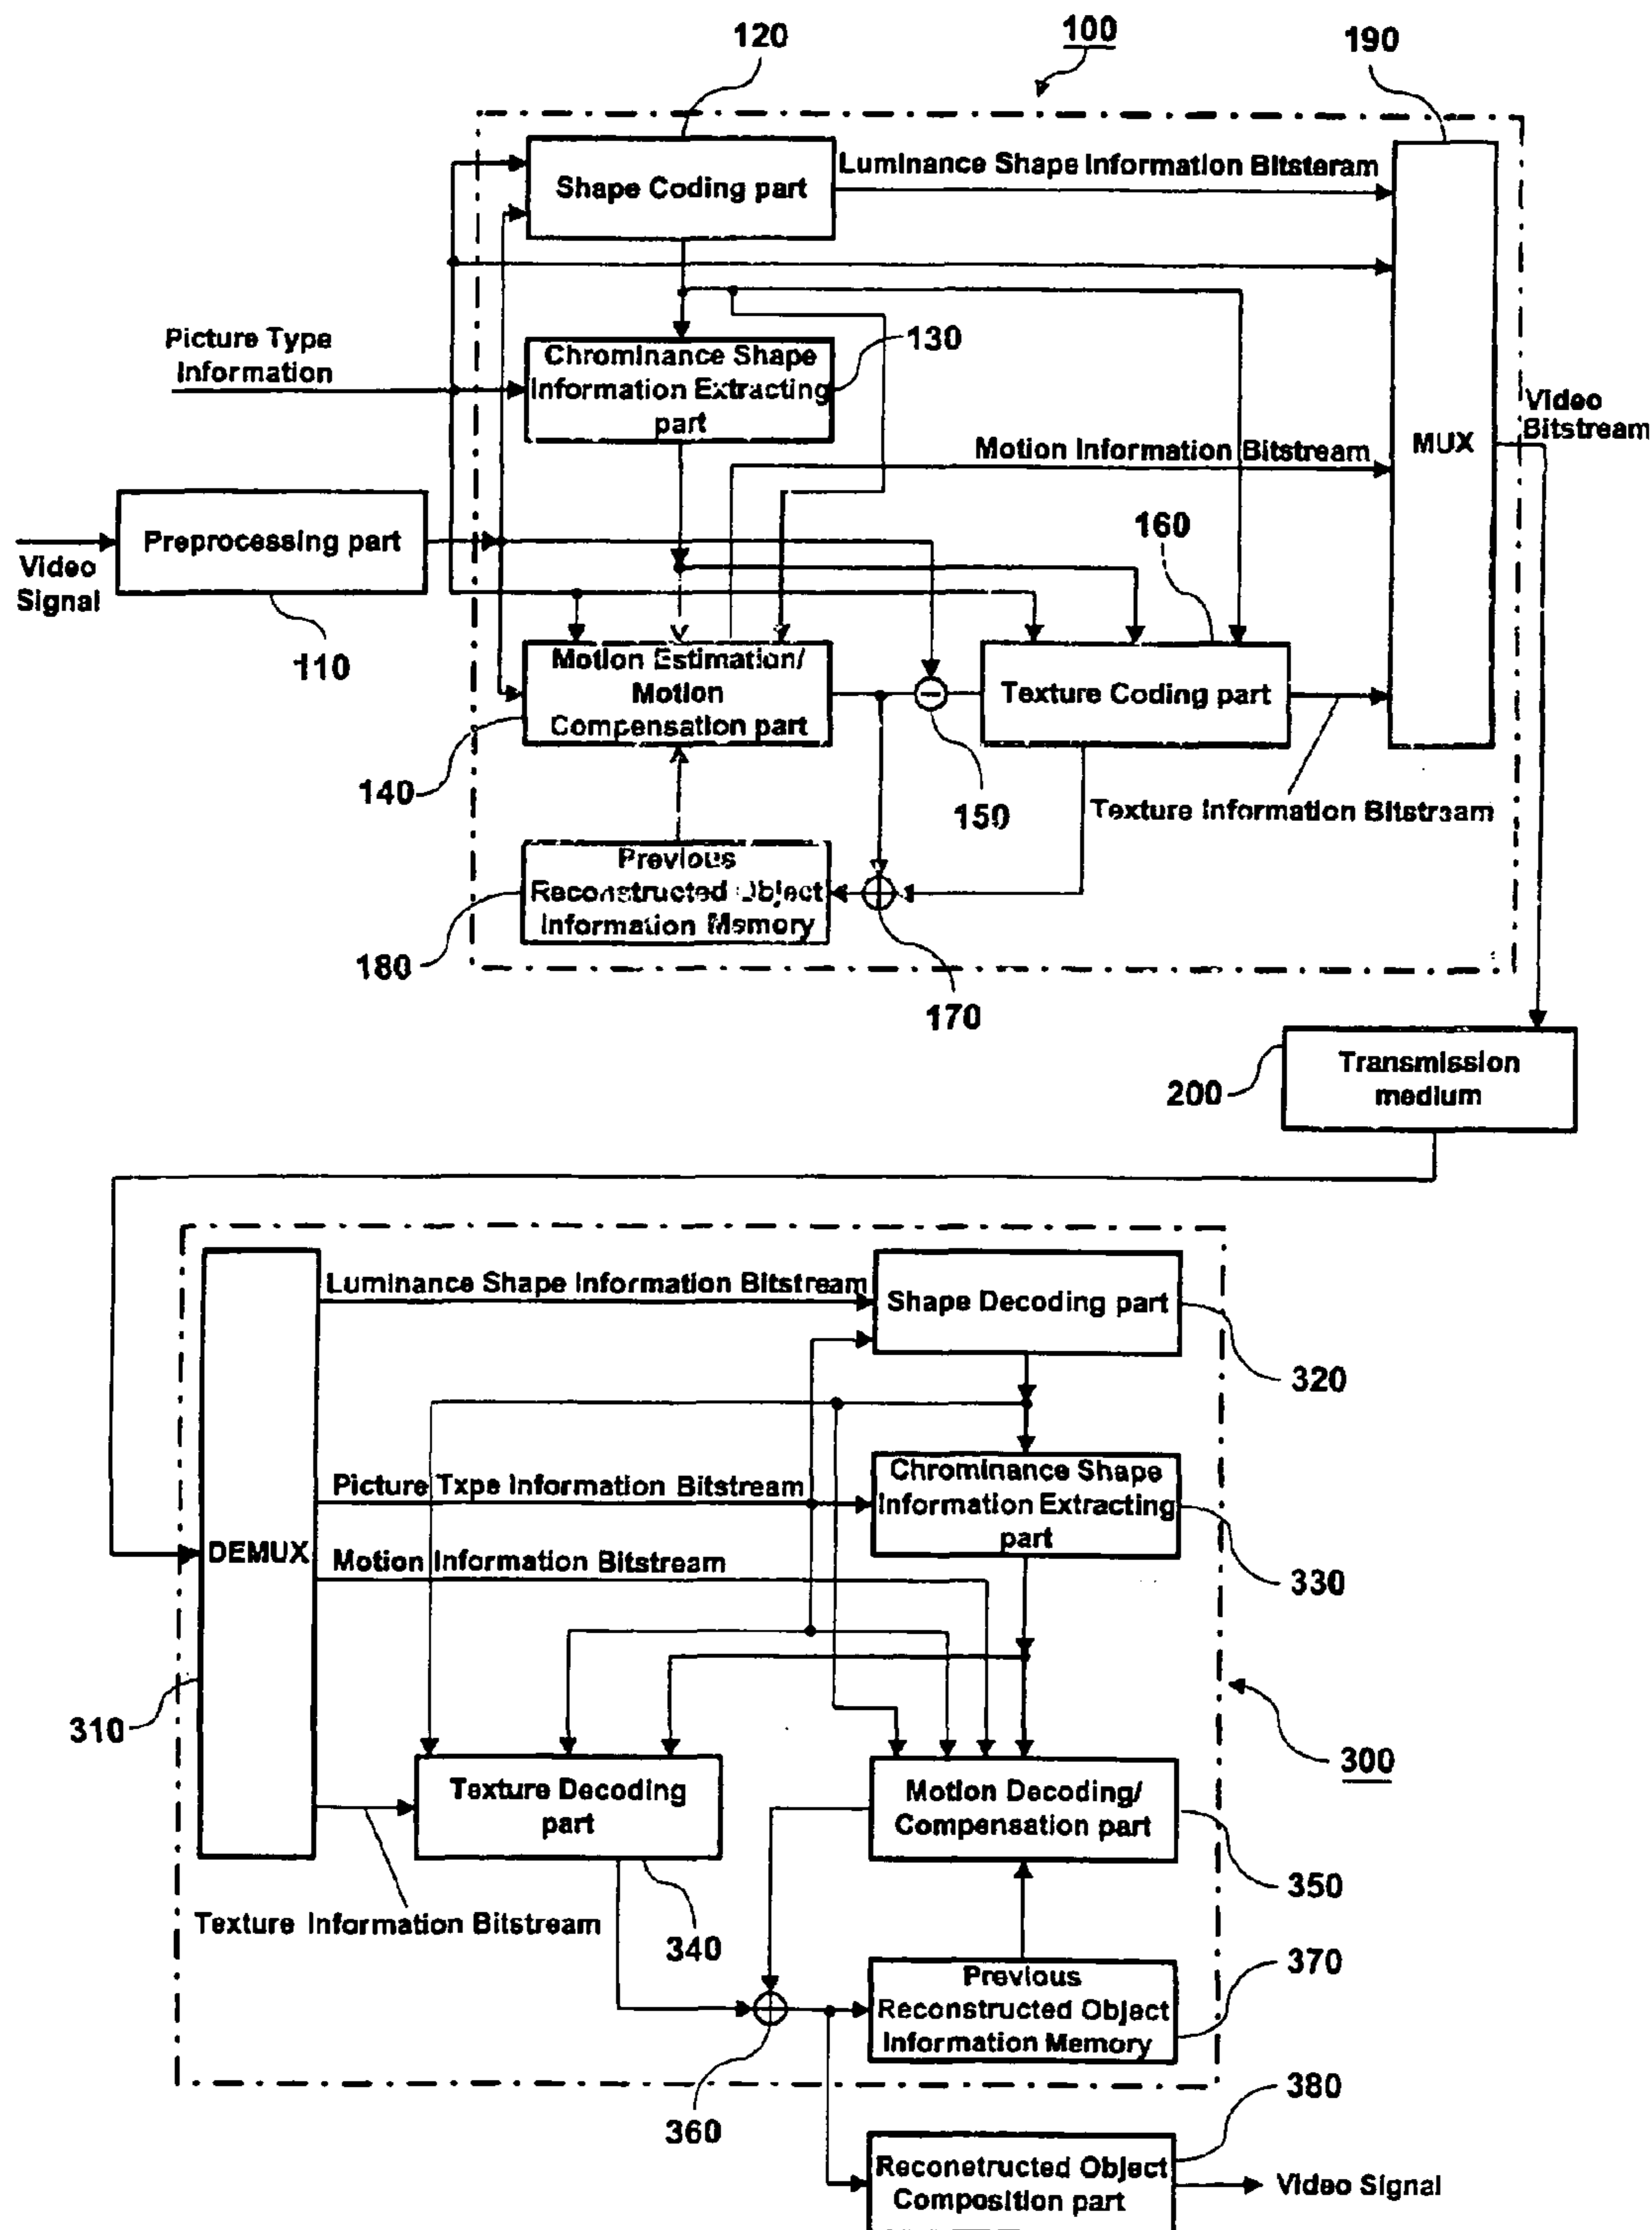 100
120
190
Shape Coding part
Luminance Shape Information Bitsteram
Picture Type
Information
Chrominance Shape
Information Extracting
part
130
Video
Bitstream
MUX
Motion Information Bitstream
Preprocessing part
Video
Signal
110
160
Motion Estimation/
Motion
Compensation part
140
Texture Coding part
150
Texture Information Bitstream
Previous
Reconstructed Object
Information Memory
180
170
Transmission
medium
200
Luminance Shape Information Bitstream
Shape Decoding part
320
Picture Txpe Information Bitstream
Chrominance Shape
Information Extracting
part
330
DEMUX
Motion Information Bitstream
310
300
Texture Decoding
part
Motion Decoding/
Compensation part
350
Texture Information Bitstream
340
Previous
Reconstructed Object
Information Memory
370
360
380
Reconetructed Object
Composition part
Video Signal